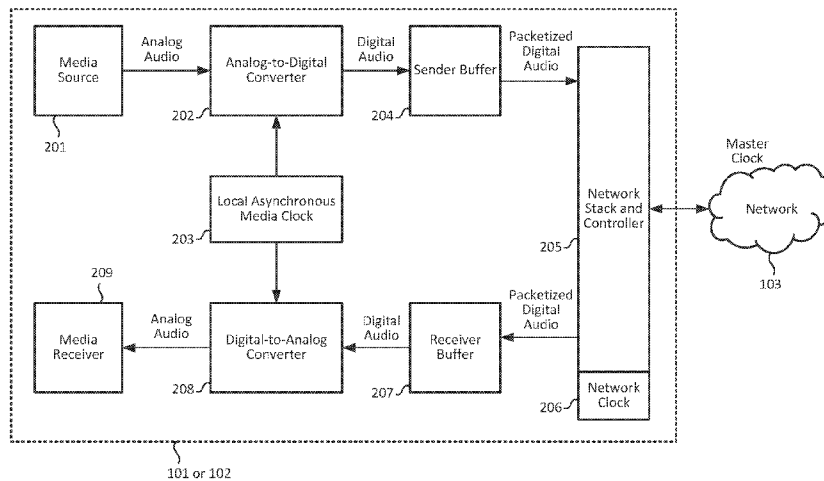 Media
Source
201
Analog
Audio
Analog-to-Digital
Converter
202
Digital
Audio
Sender Buffer
204
Packetized
Digital
Audio
Local Asynchronous
Media Clock
203
Network
Stack and
Controller
205
Master
Clock
Network
103
209
Media
Receiver
Analog
Audio
Digital-to-Analog
Converter
208
Digital
Audio
Receiver
Buffer
207
Packetized
Digital
Audio
Network
Clock
206
101 or 102